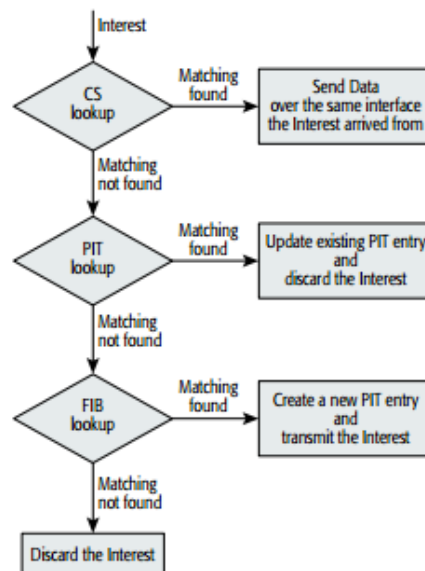 Interest
CS
lookup
Matching
found
Send Data
over the same interface
the Interest arrived from
Matching
not found
PIT
lookup
Matching
found
Update existing PIT entry
and
discard the Interest
Matching
not found
FIB
lookup
Matching
found
Create a new PIT entry
and
transmit the Interest
Matching
not found
Discard the Interest